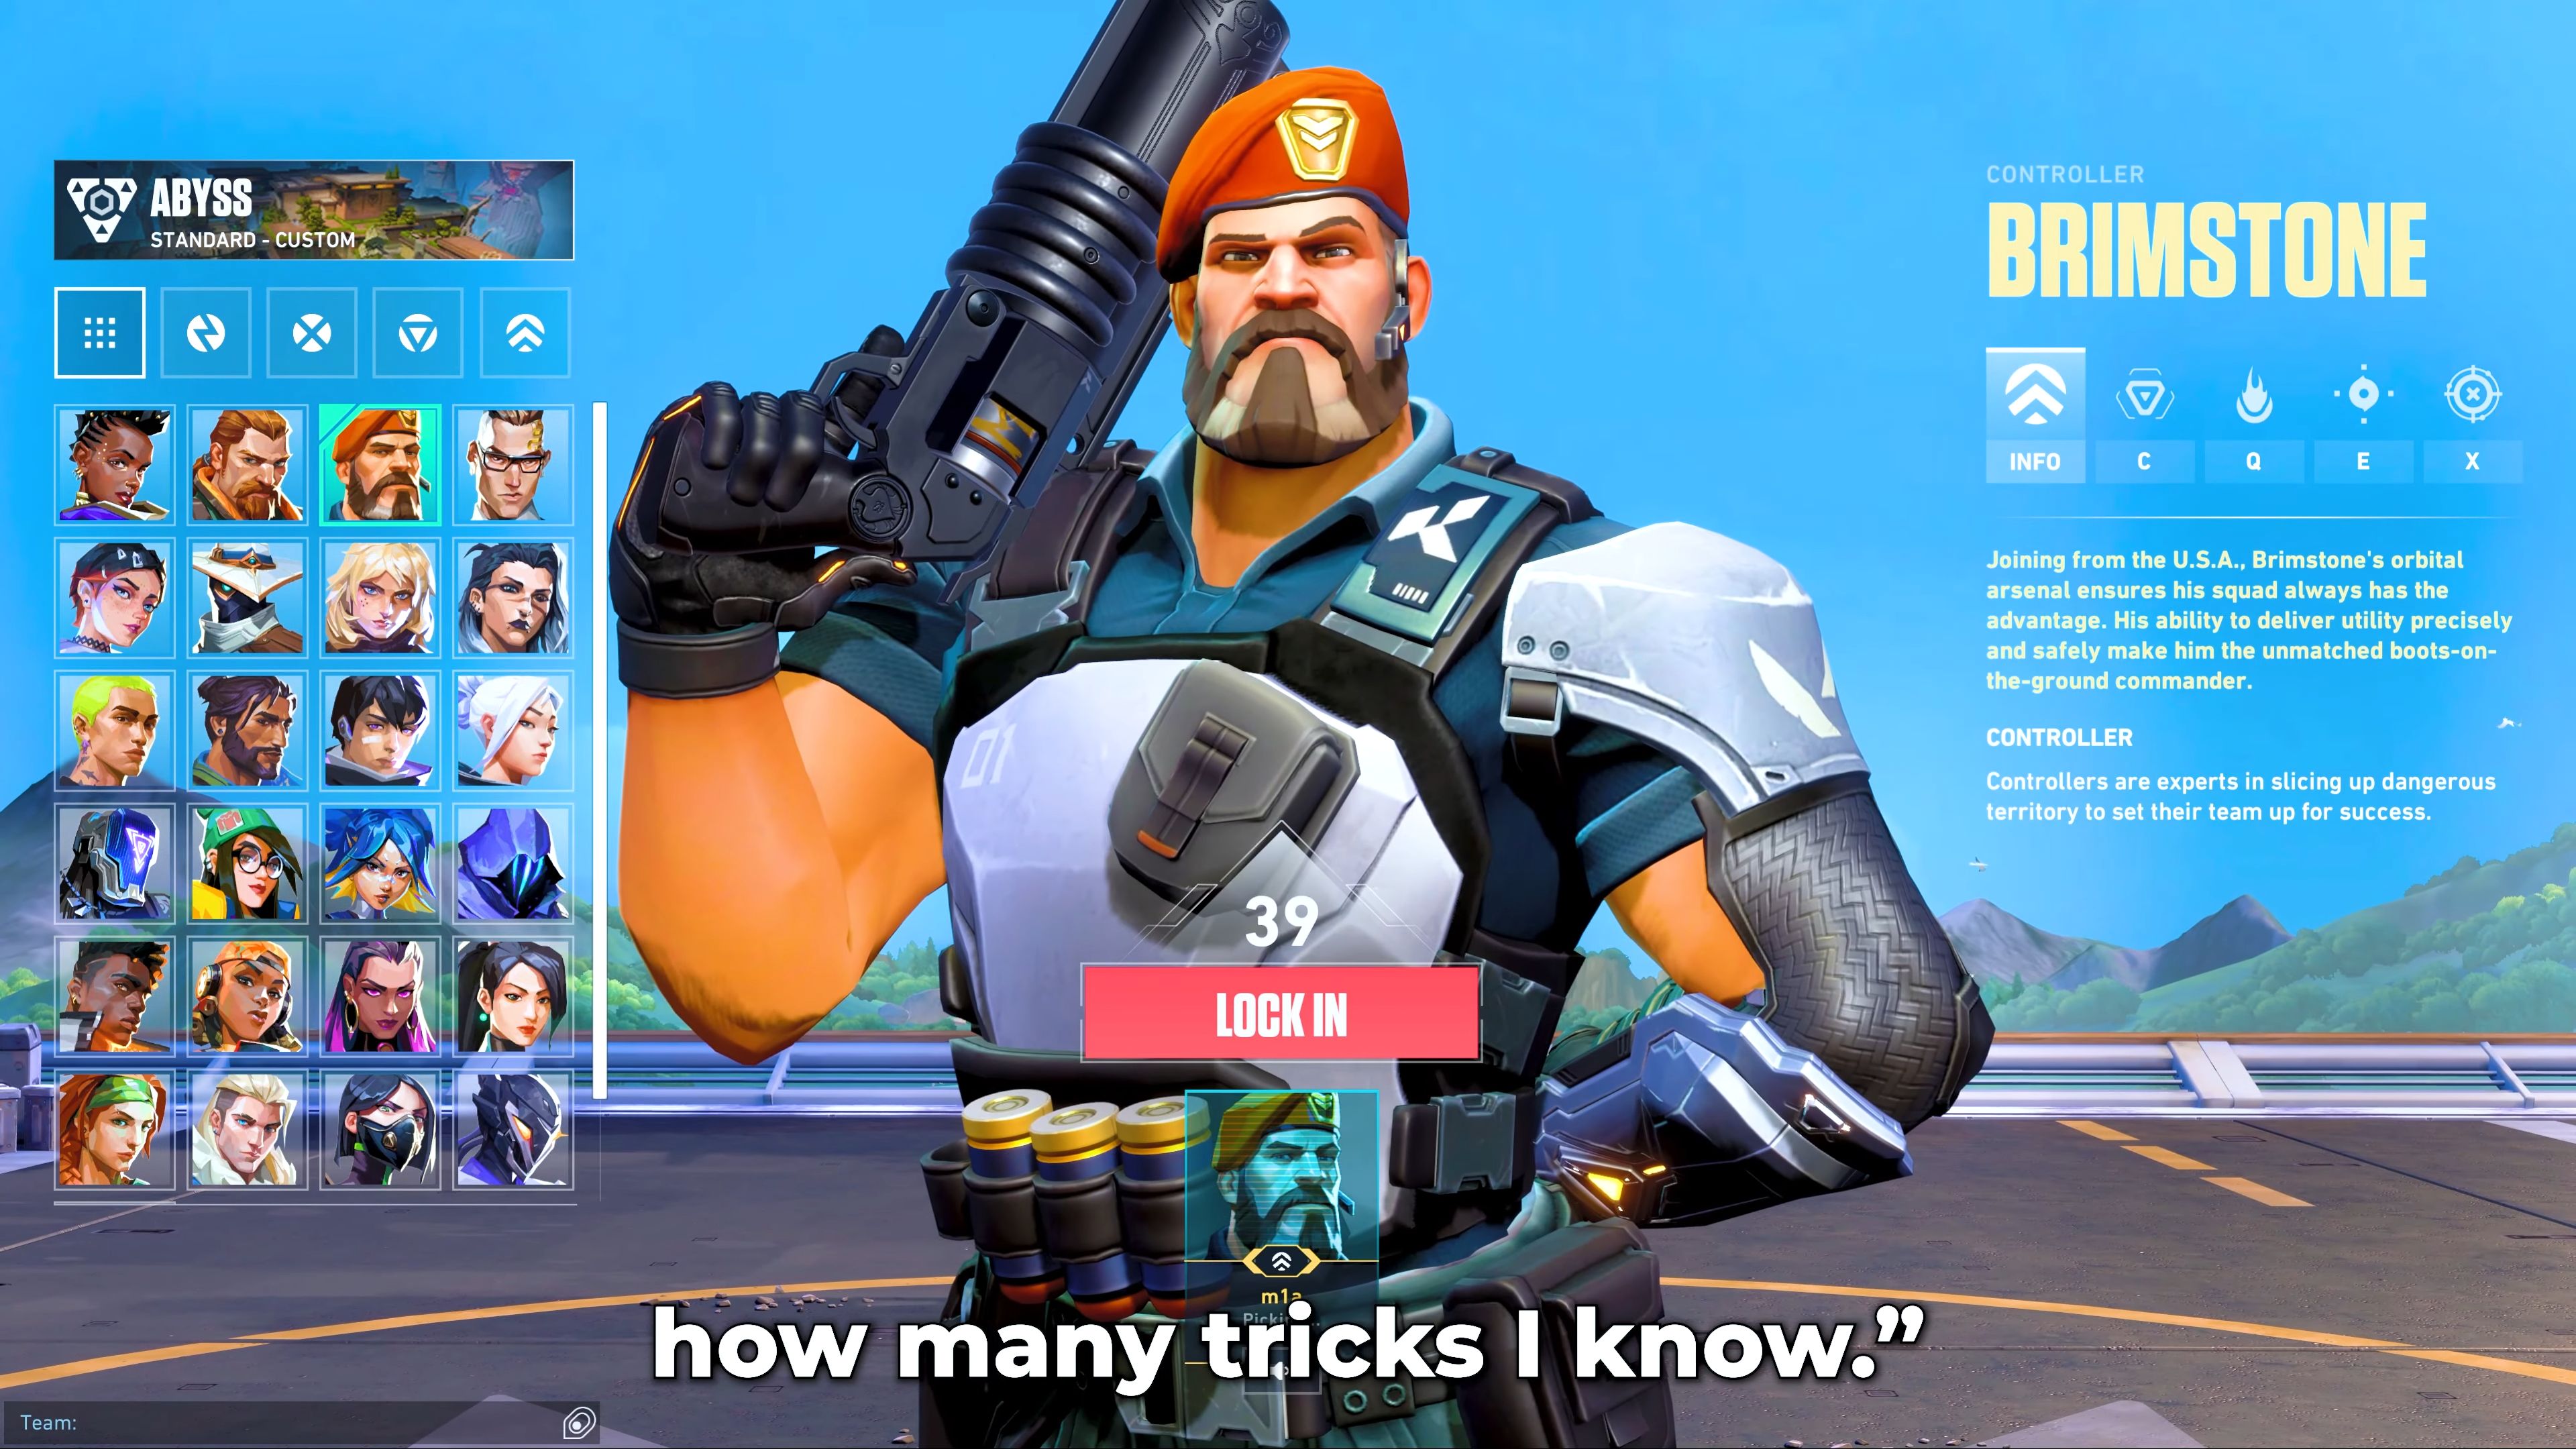 ABYSS
STANDARD - CUSTOM
CONTROLLER
BRIMSTONE
INFO
C
Q
E
X
Joining from the U.S.A., Brimstone's orbital
arsenal ensures his squad always has the
advantage. His ability to deliver utility precisely
and safely make him the unmatched boots-on-
the-ground commander.
CONTROLLER
Controllers are experts in slicing up dangerous
territory to set their team up for success.
01
39
LOCK IN
m1a
how many tricks I know.”
Team: